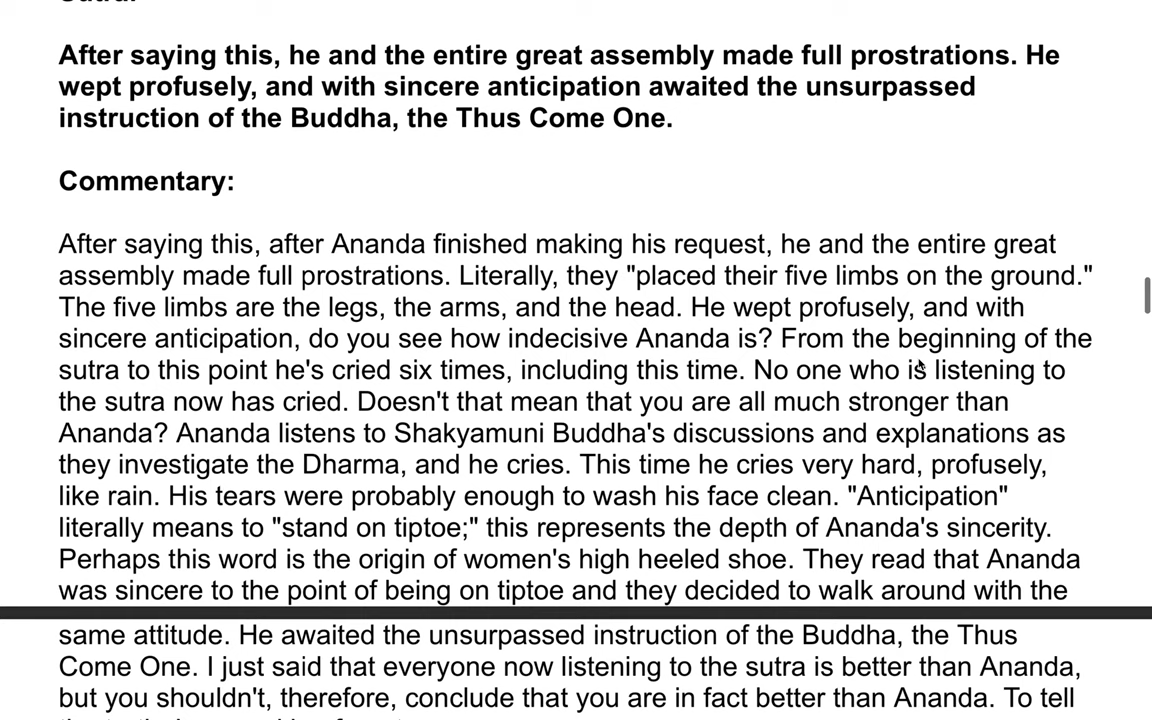 After saying this, he and the entire great assembly made full prostrations. He
wept profusely, and with sincere anticipation awaited the unsurpassed
instruction of the Buddha, the Thus Come One.
Commentary:
After saying this, after Ananda finished making his request, he and the entire great
assembly made full prostrations. Literally, they "placed their five limbs on the ground."
The five limbs are the legs, the arms, and the head. He wept profusely, and with
sincere anticipation, do you see how indecisive Ananda is? From the beginning of the
sutra to this point he's cried six times, including this time. No one who is listening to
the sutra now has cried. Doesn't that mean that you are all much stronger than
Ananda? Ananda listens to Shakyamuni Buddha's discussions and explanations as
they investigate the Dharma, and he cries. This time he cries very hard, profusely,
like rain. His tears were probably enough to wash his face clean. "Anticipation"
literally means to "stand on tiptoe;" this represents the depth of Ananda's sincerity.
Perhaps this word is the origin of women's high heeled shoe. They read that Ananda
was sincere to the point of being on tiptoe and they decided to walk around with the
same attitude. He awaited the unsurpassed instruction of the Buddha, the Thus
Come One. I just said that everyone now listening to the sutra is better than Ananda,
but you shouldn't, therefore, conclude that you are in fact better than Ananda. To tell